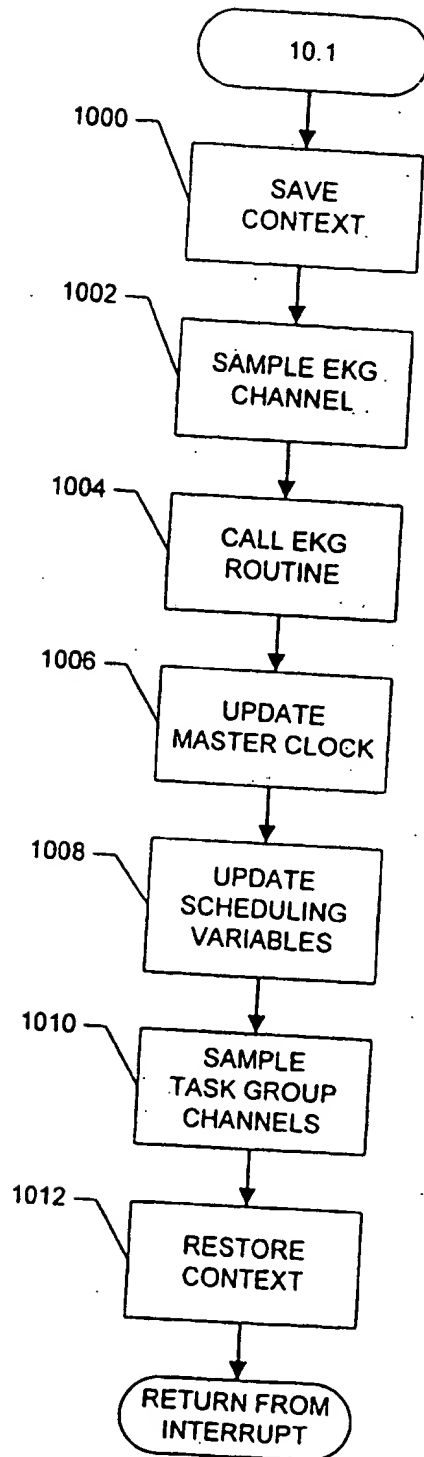 10.1
1000
SAVE
CONTEXT
1002
SAMPLE EKG
CHANNEL
1004
CALL EKG
ROUTINE
1006
UPDATE
MASTER CLOCK
1008
UPDATE
SCHEDULING
VARIABLES
1010
SAMPLE
TASK GROUP
CHANNELS
1012
RESTORE
CONTEXT
RETURN FROM
INTERRUPT